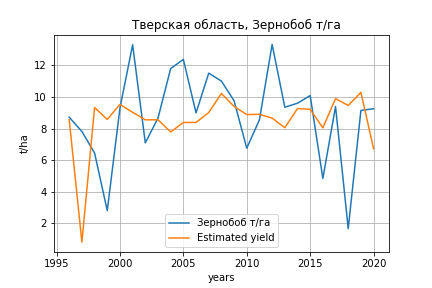 Тверская область, Зернобоб т/га
12
10
8
6
4
2
t/ha
Зернобоб т/га
Estimated yield
1995
2000
2005
2010
2015
2020
years